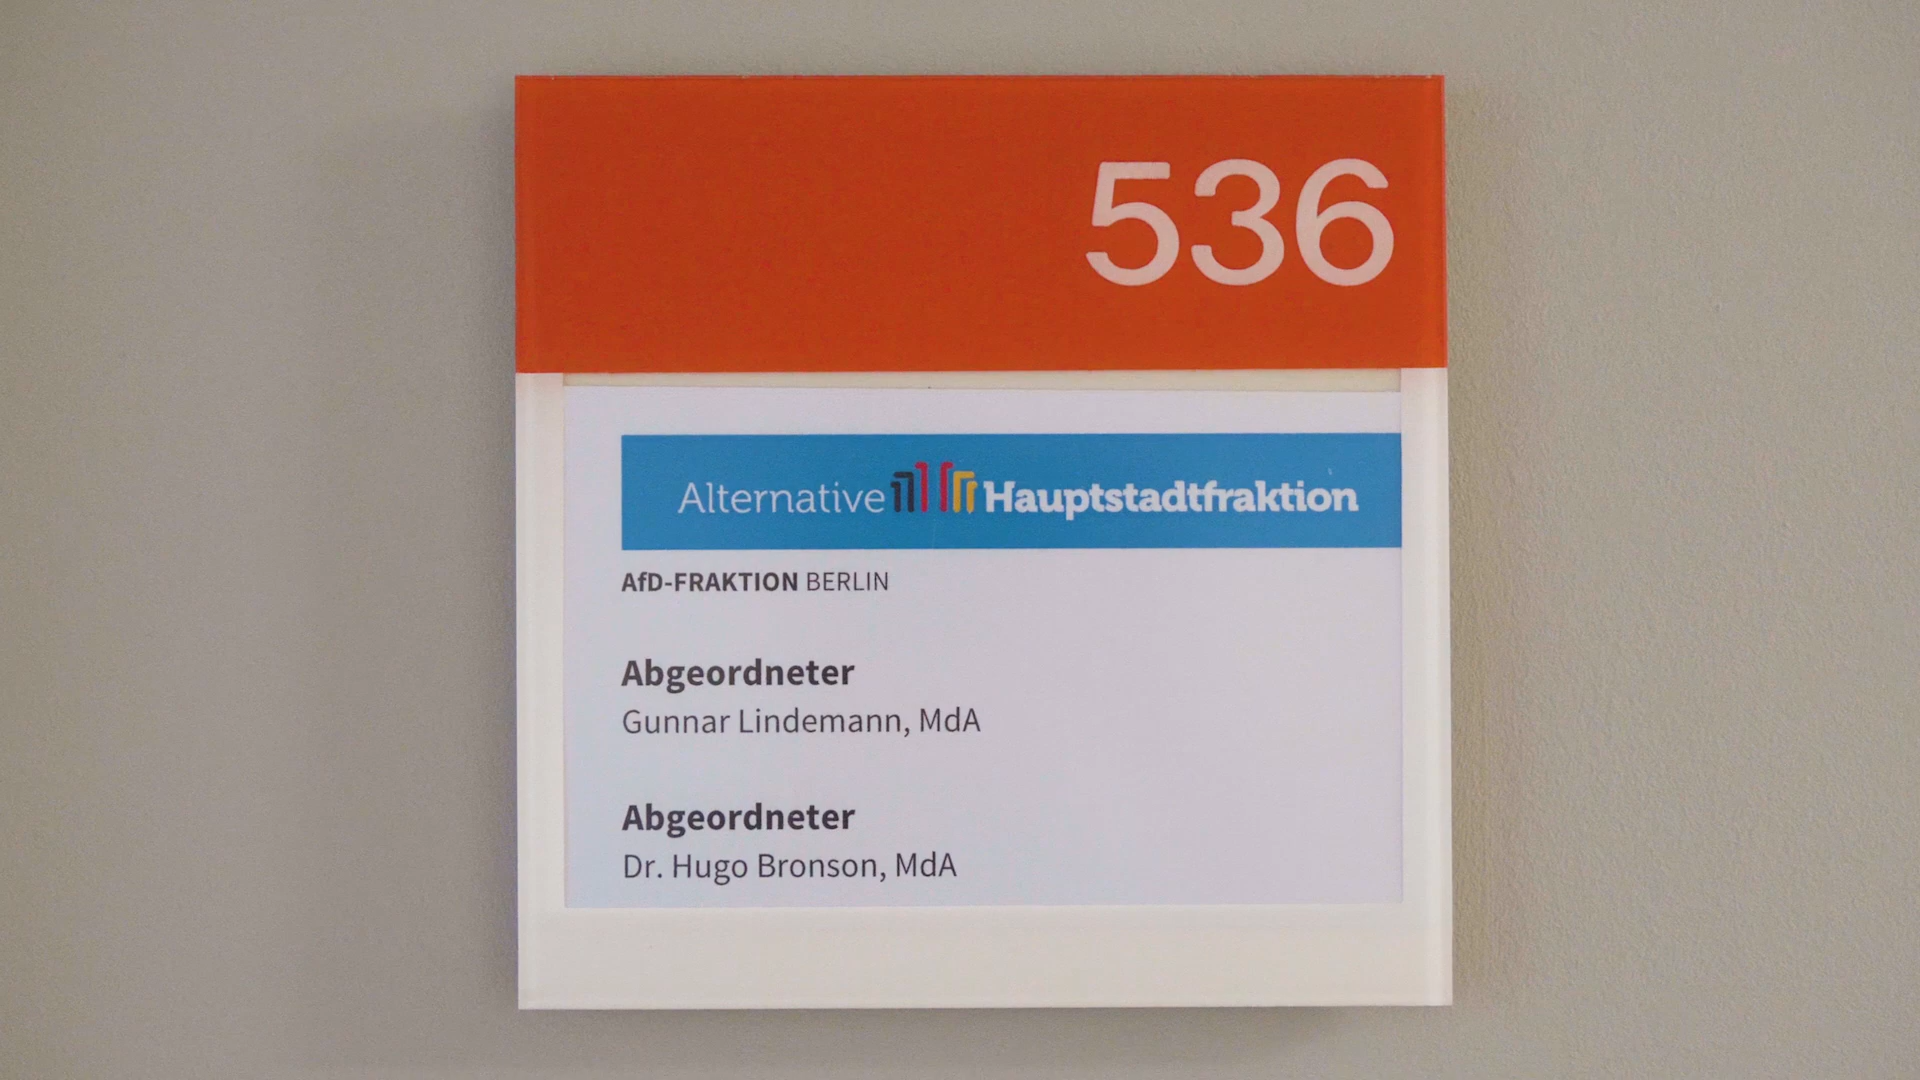 536
Alternative Hauptstadtfraktion
AfD-FRAKTION BERLIN
Abgeordneter
Gunnar Lindemann, MdA
Abgeordneter
Dr. Hugo Bronson, MdA